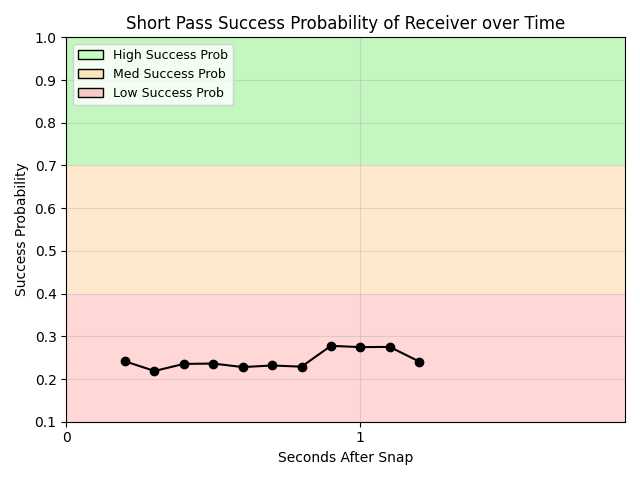 Short Pass Success Probability of Receiver over Time
1.0
High Success Prob
Med Success Prob
Low Success Prob
0.9
0.8
0.7
0.6
0.5
0.4
0.3
0.2
0.1
Success Probability
0 1
Seconds After Snap